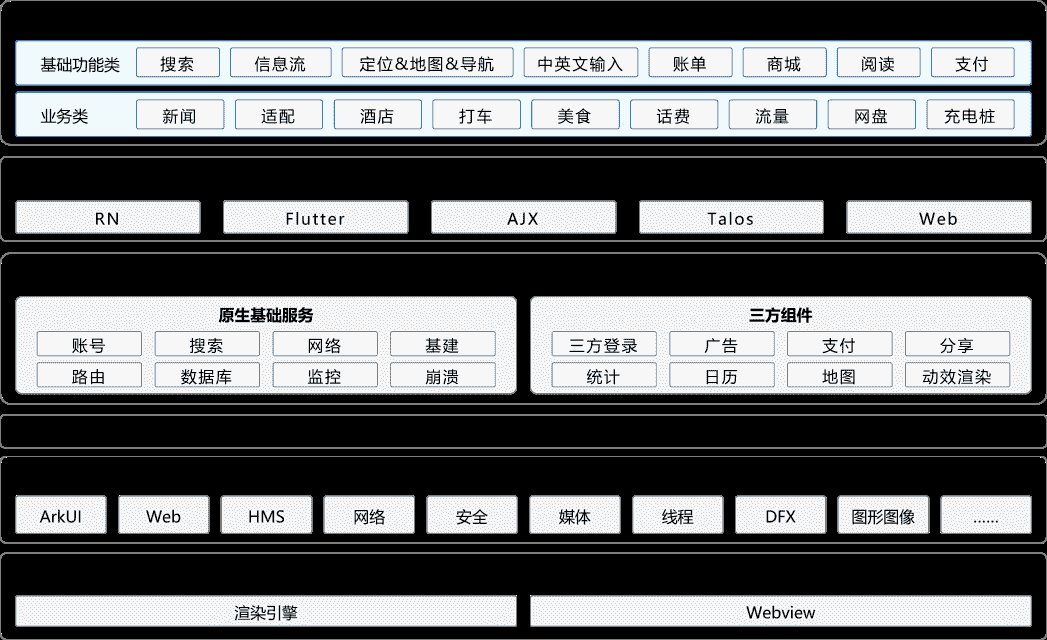 基础功能类 搜索 信息流 定位&地图&导航 中英文输入 账单 商城 阅读 支付
业务类 新闻 适配 酒店 打车 美食 话费 流量 网盘 充电桩
RN Flutter AJX Talos Web
原生基础服务 三方组件
账号 搜索 网络 基建 三方登录 广告 支付 分享
路由 数据库 监控 崩溃 统计 日历 地图 动效渲染
ArkUI Web HMS 网络 安全 媒体 线程 DFX 图形图像 ......
渲染引擎 Webview